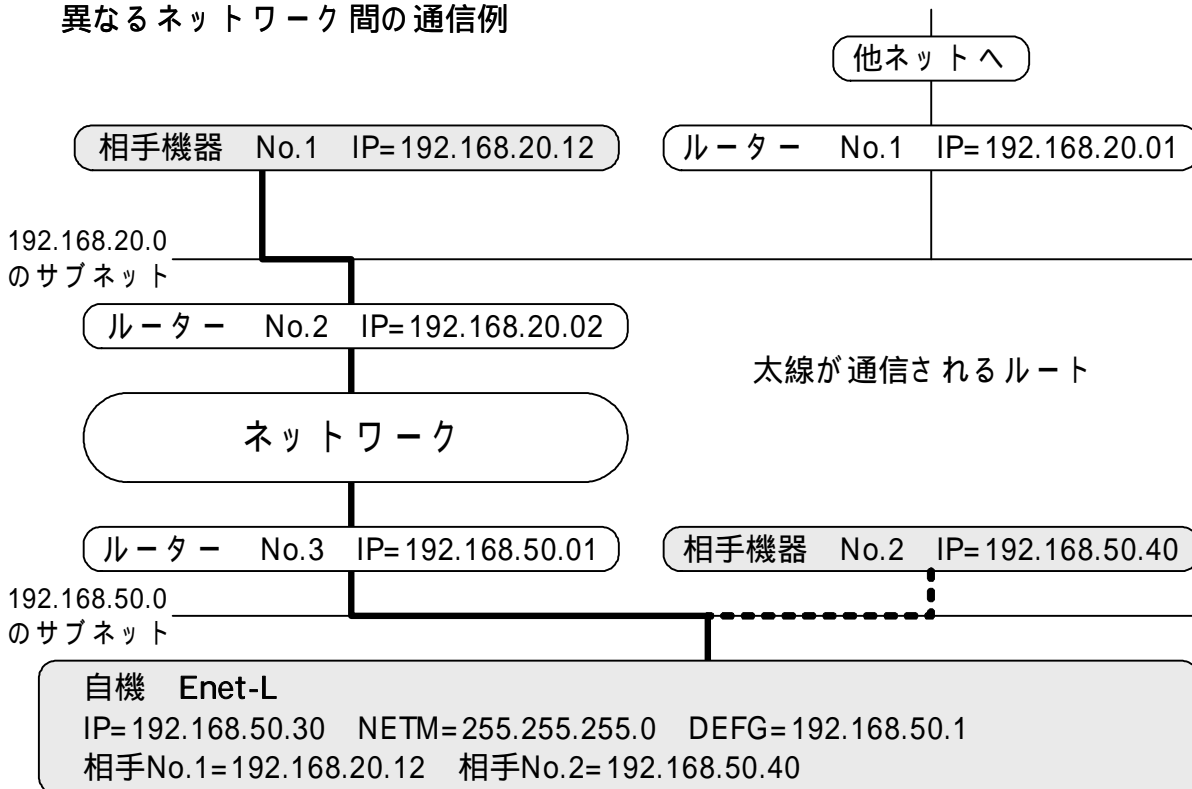 異なるネットワーク間の通信例
他ネットへ
相手機器 No.1 IP=192.168.20.12
ルーター No.1 IP=192.168.20.01
192.168.20.0
のサブネット
ルーター No.2 IP=192.168.20.02
太線が通信されるルート
ネットワーク
ルーター No.3 IP=192.168.50.01
相手機器 No.2 IP=192.168.50.40
192.168.50.0
のサブネット
自機 Enet-L
IP=192.168.50.30 NETM=255.255.255.0 DEFG=192.168.50.1
相手No.1=192.168.20.12 相手No.2=192.168.50.40